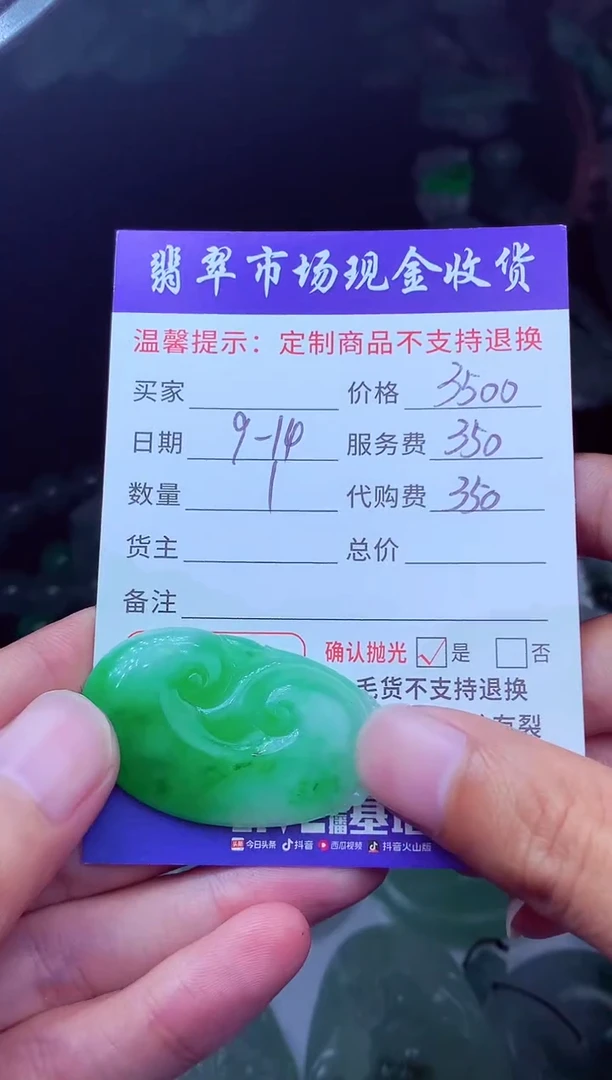 翡翠市场现金收货
温馨提示：定制商品不支持退换
买家 价格 3500
日期 9-14 服务费 350
数量 1 代购费 350
货主 总价
备注
确认抛光 是 否
毛货不支持退换
有裂
基
今日头条 抖音 西瓜视频 抖音火山版